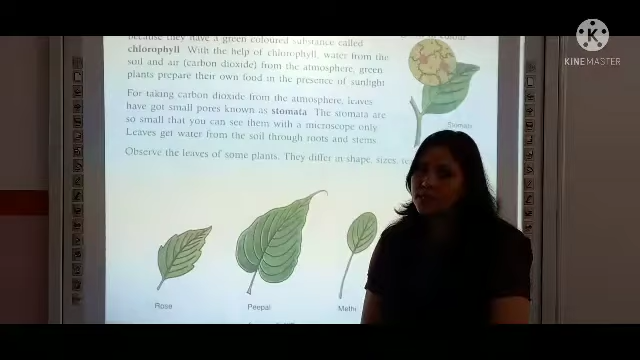 because they have a green coloured substance called
chlorophyll With the help of chlorophyll, water from the
soil and air (carbon dioxide) from the atmosphere, green
plants prepare their own food in the presence of sunlight
For taking carbon dioxide from the atmosphere, leaves
have got small pores known as stomata The stomata are
so small that you can see them with a microscope only
Leaves get water from the soil through roots and stems
Observe the leaves of some plants. They differ in shape, sizes,
colour
Stomata
Rose
Peepal
Methi
K
KINEMASTER